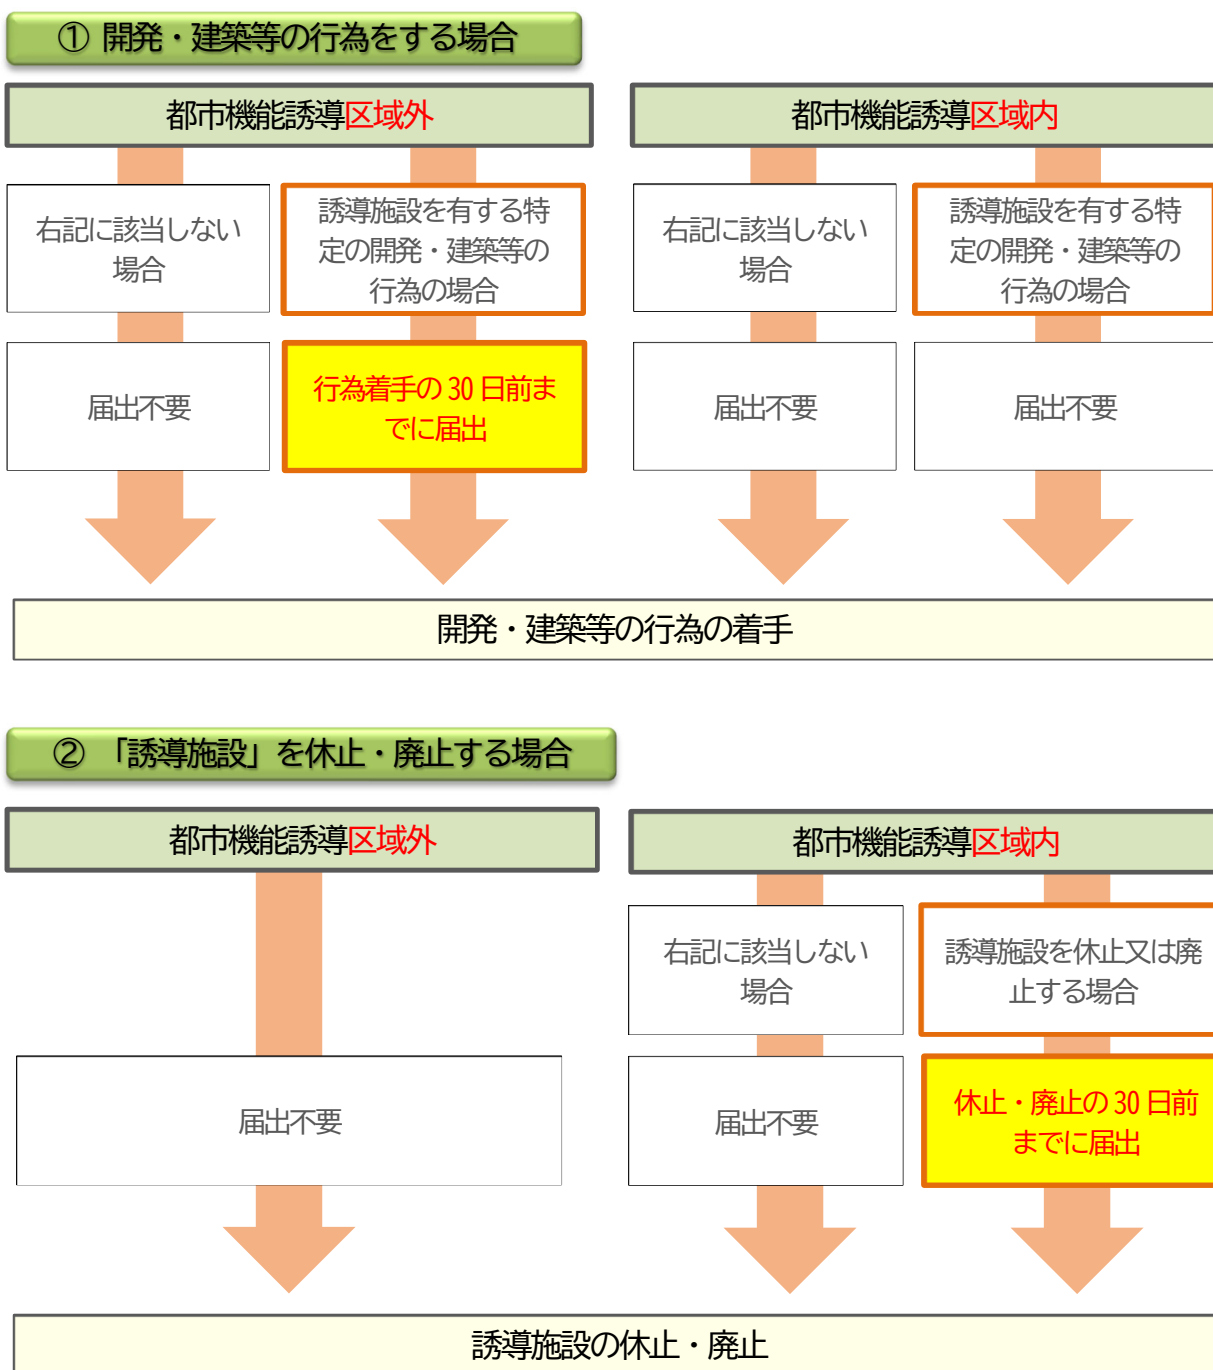 ① 開発・建築等の行為をする場合
都市機能誘導区域外
都市機能誘導区域内
右記に該当しない
場合
誘導施設を有する特
定の開発・建築等の
行為の場合
右記に該当しない
場合
誘導施設を有する特
定の開発・建築等の
行為の場合
届出不要
行為着手の 30 日前ま
でに届出
届出不要
届出不要
開発・建築等の行為の着手
② 「誘導施設」を休止・廃止する場合
都市機能誘導区域外
都市機能誘導区域内
右記に該当しない
場合
誘導施設を休止又は廃
止する場合
届出不要
届出不要
休止・廃止の 30 日前
までに届出
誘導施設の休止・廃止